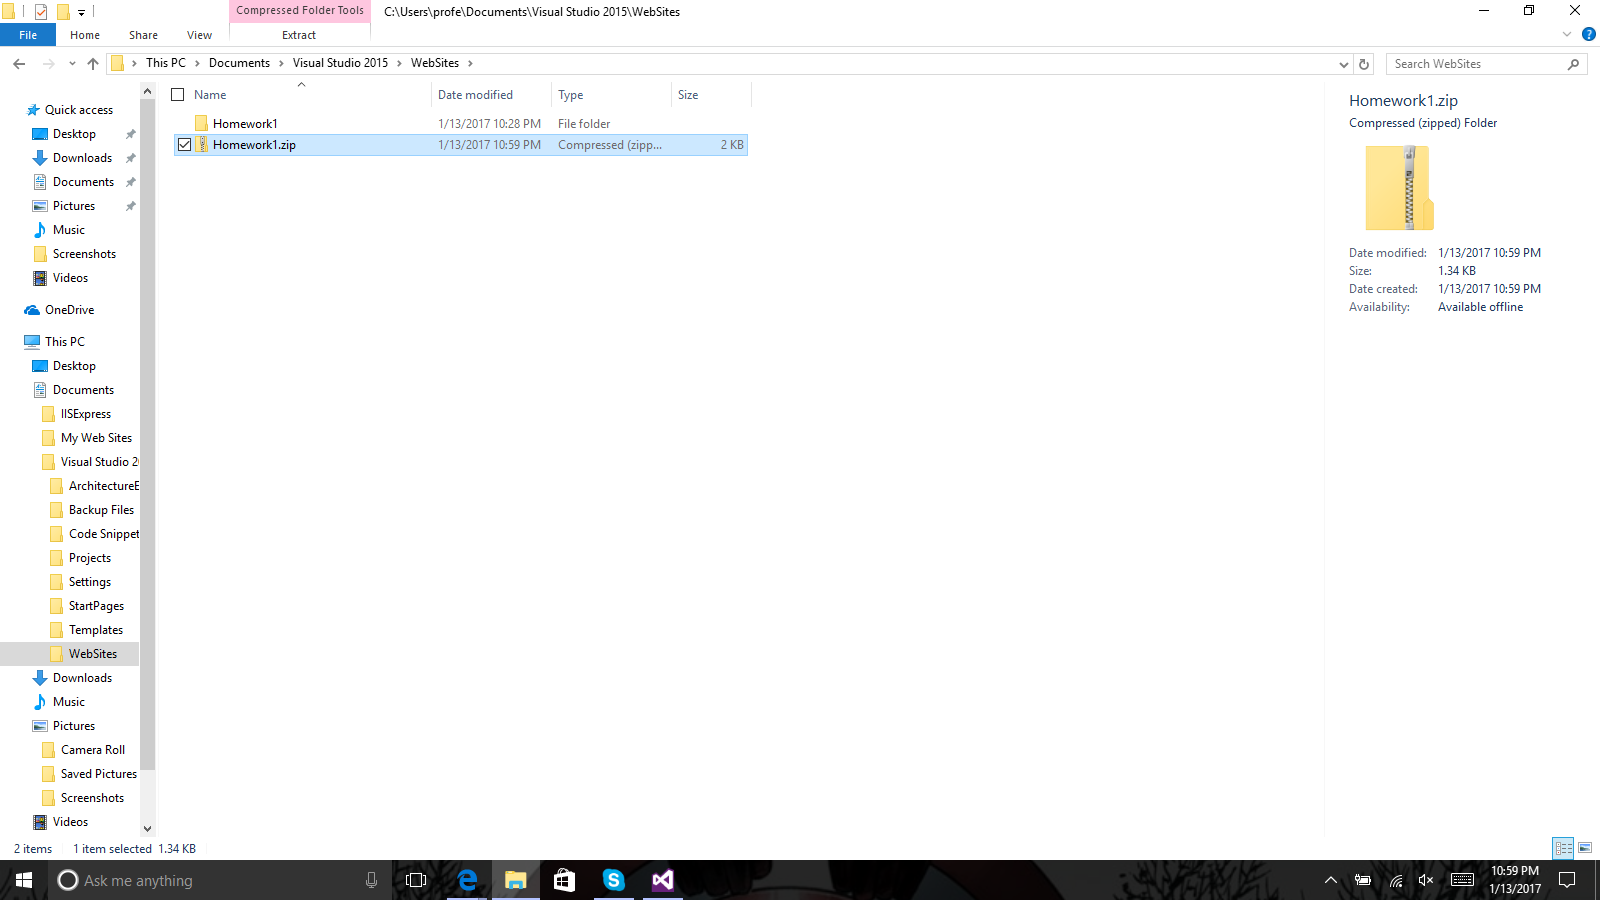 Compressed Folder Tools
C:\Users\profe\Documents\Visual Studio 2015\WebSites
File Home Share View Extract
This PC Documents Visual Studio 2015 WebSites
Search WebSites
Name Date modified Type Size
Homework1 1/13/2017 10:28 PM File folder
Homework1.zip 1/13/2017 10:59 PM Compressed (zipp... 2 KB
Quick access
Desktop
Downloads
Documents
Pictures
Music
Screenshots
Videos
OneDrive
This PC
Desktop
Documents
IISExpress
My Web Sites
Visual Studio 2
ArchitectureE
Backup Files
Code Snippet
Projects
Settings
StartPages
Templates
WebSites
Downloads
Music
Pictures
Camera Roll
Saved Pictures
Screenshots
Videos
Homework1.zip
Compressed (zipped) Folder
Date modified: 1/13/2017 10:59 PM
Size: 1.34 KB
Date created: 1/13/2017 10:59 PM
Availability: Available offline
2 items 1 item selected 1.34 KB
Ask me anything
10:59 PM
1/13/2017